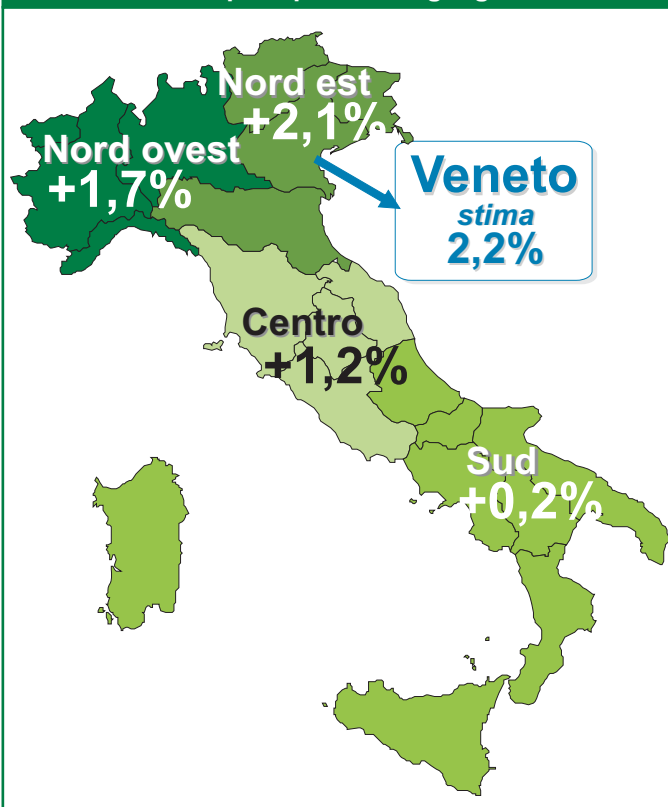 Nord est
+2,1%
Nord ovest
+1,7%
Veneto
stima
2,2%
Centro
+1,2%
Sud
+0,2%